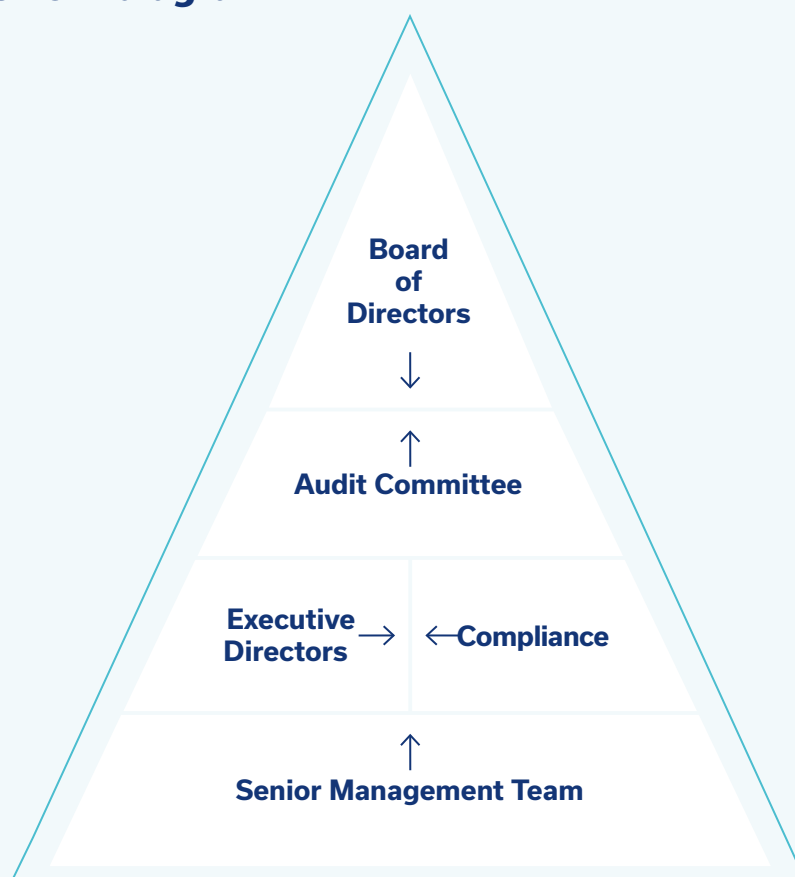 Board
of
Directors
Audit Committee
Executive
Directors
Compliance
Senior Management Team